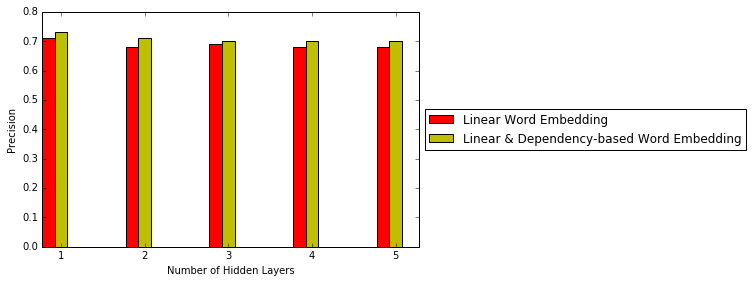 0.8
0.7
0.6
0.5
0.4
0.3
0.2
0.1
0.0
Precision
1 2 3 4 5
Number of Hidden Layers
Linear Word Embedding
Linear & Dependency-based Word Embedding